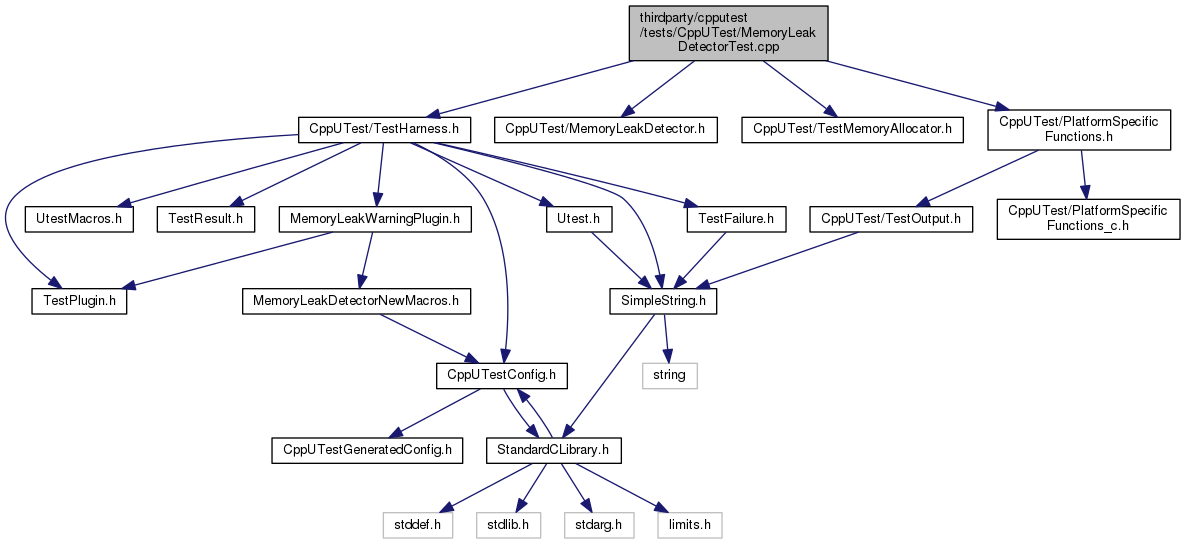 thirdparty/cpputest
/tests/CppUTest/MemoryLeak
DetectorTest.cpp
CppUTest/TestHarness.h
CppUTest/MemoryLeakDetector.h
CppUTest/TestMemoryAllocator.h
CppUTest/PlatformSpecific
Functions.h
UtestMacros.h
TestResult.h
MemoryLeakWarningPlugin.h
Utest.h
TestFailure.h
CppUTest/TestOutput.h
CppUTest/PlatformSpecific
Functions_c.h
TestPlugin.h
MemoryLeakDetectorNewMacros.h
SimpleString.h
CppUTestConfig.h
string
CppUTestGeneratedConfig.h
StandardCLibrary.h
stddef.h
stdlib.h
stdarg.h
limits.h